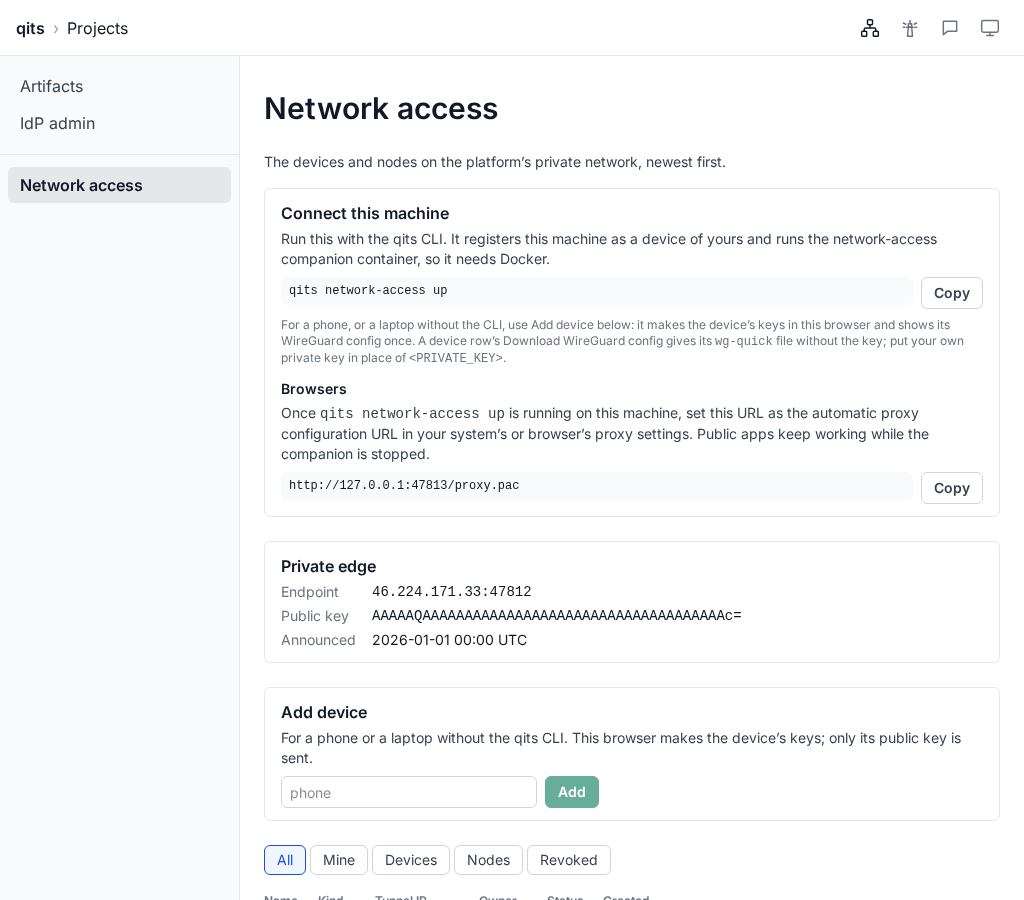 qits › Projects
Artifacts
IdP admin
Network access
Network access
The devices and nodes on the platform’s private network, newest first.
Connect this machine
Run this with the qits CLI. It registers this machine as a device of yours and runs the network-access
companion container, so it needs Docker.
qits network-access up
Copy
For a phone, or a laptop without the CLI, use Add device below: it makes the device’s keys in this browser and shows its
WireGuard config once. A device row’s Download WireGuard config gives its wg-quick file without the key; put your own
private key in place of <PRIVATE_KEY>.
Browsers
Once qits network-access up is running on this machine, set this URL as the automatic proxy
configuration URL in your system’s or browser’s proxy settings. Public apps keep working while the
companion is stopped.
http://127.0.0.1:47813/proxy.pac
Copy
Private edge
Endpoint 46.224.171.33:47812
Public key AAAAAQAAAAAAAAAAAAAAAAAAAAAAAAAAAAAAAAAAAAc=
Announced 2026-01-01 00:00 UTC
Add device
For a phone or a laptop without the qits CLI. This browser makes the device’s keys; only its public key is
sent.
phone
Add
All Mine Devices Nodes Revoked
Name Kind Tunnel IP Owner Status Created